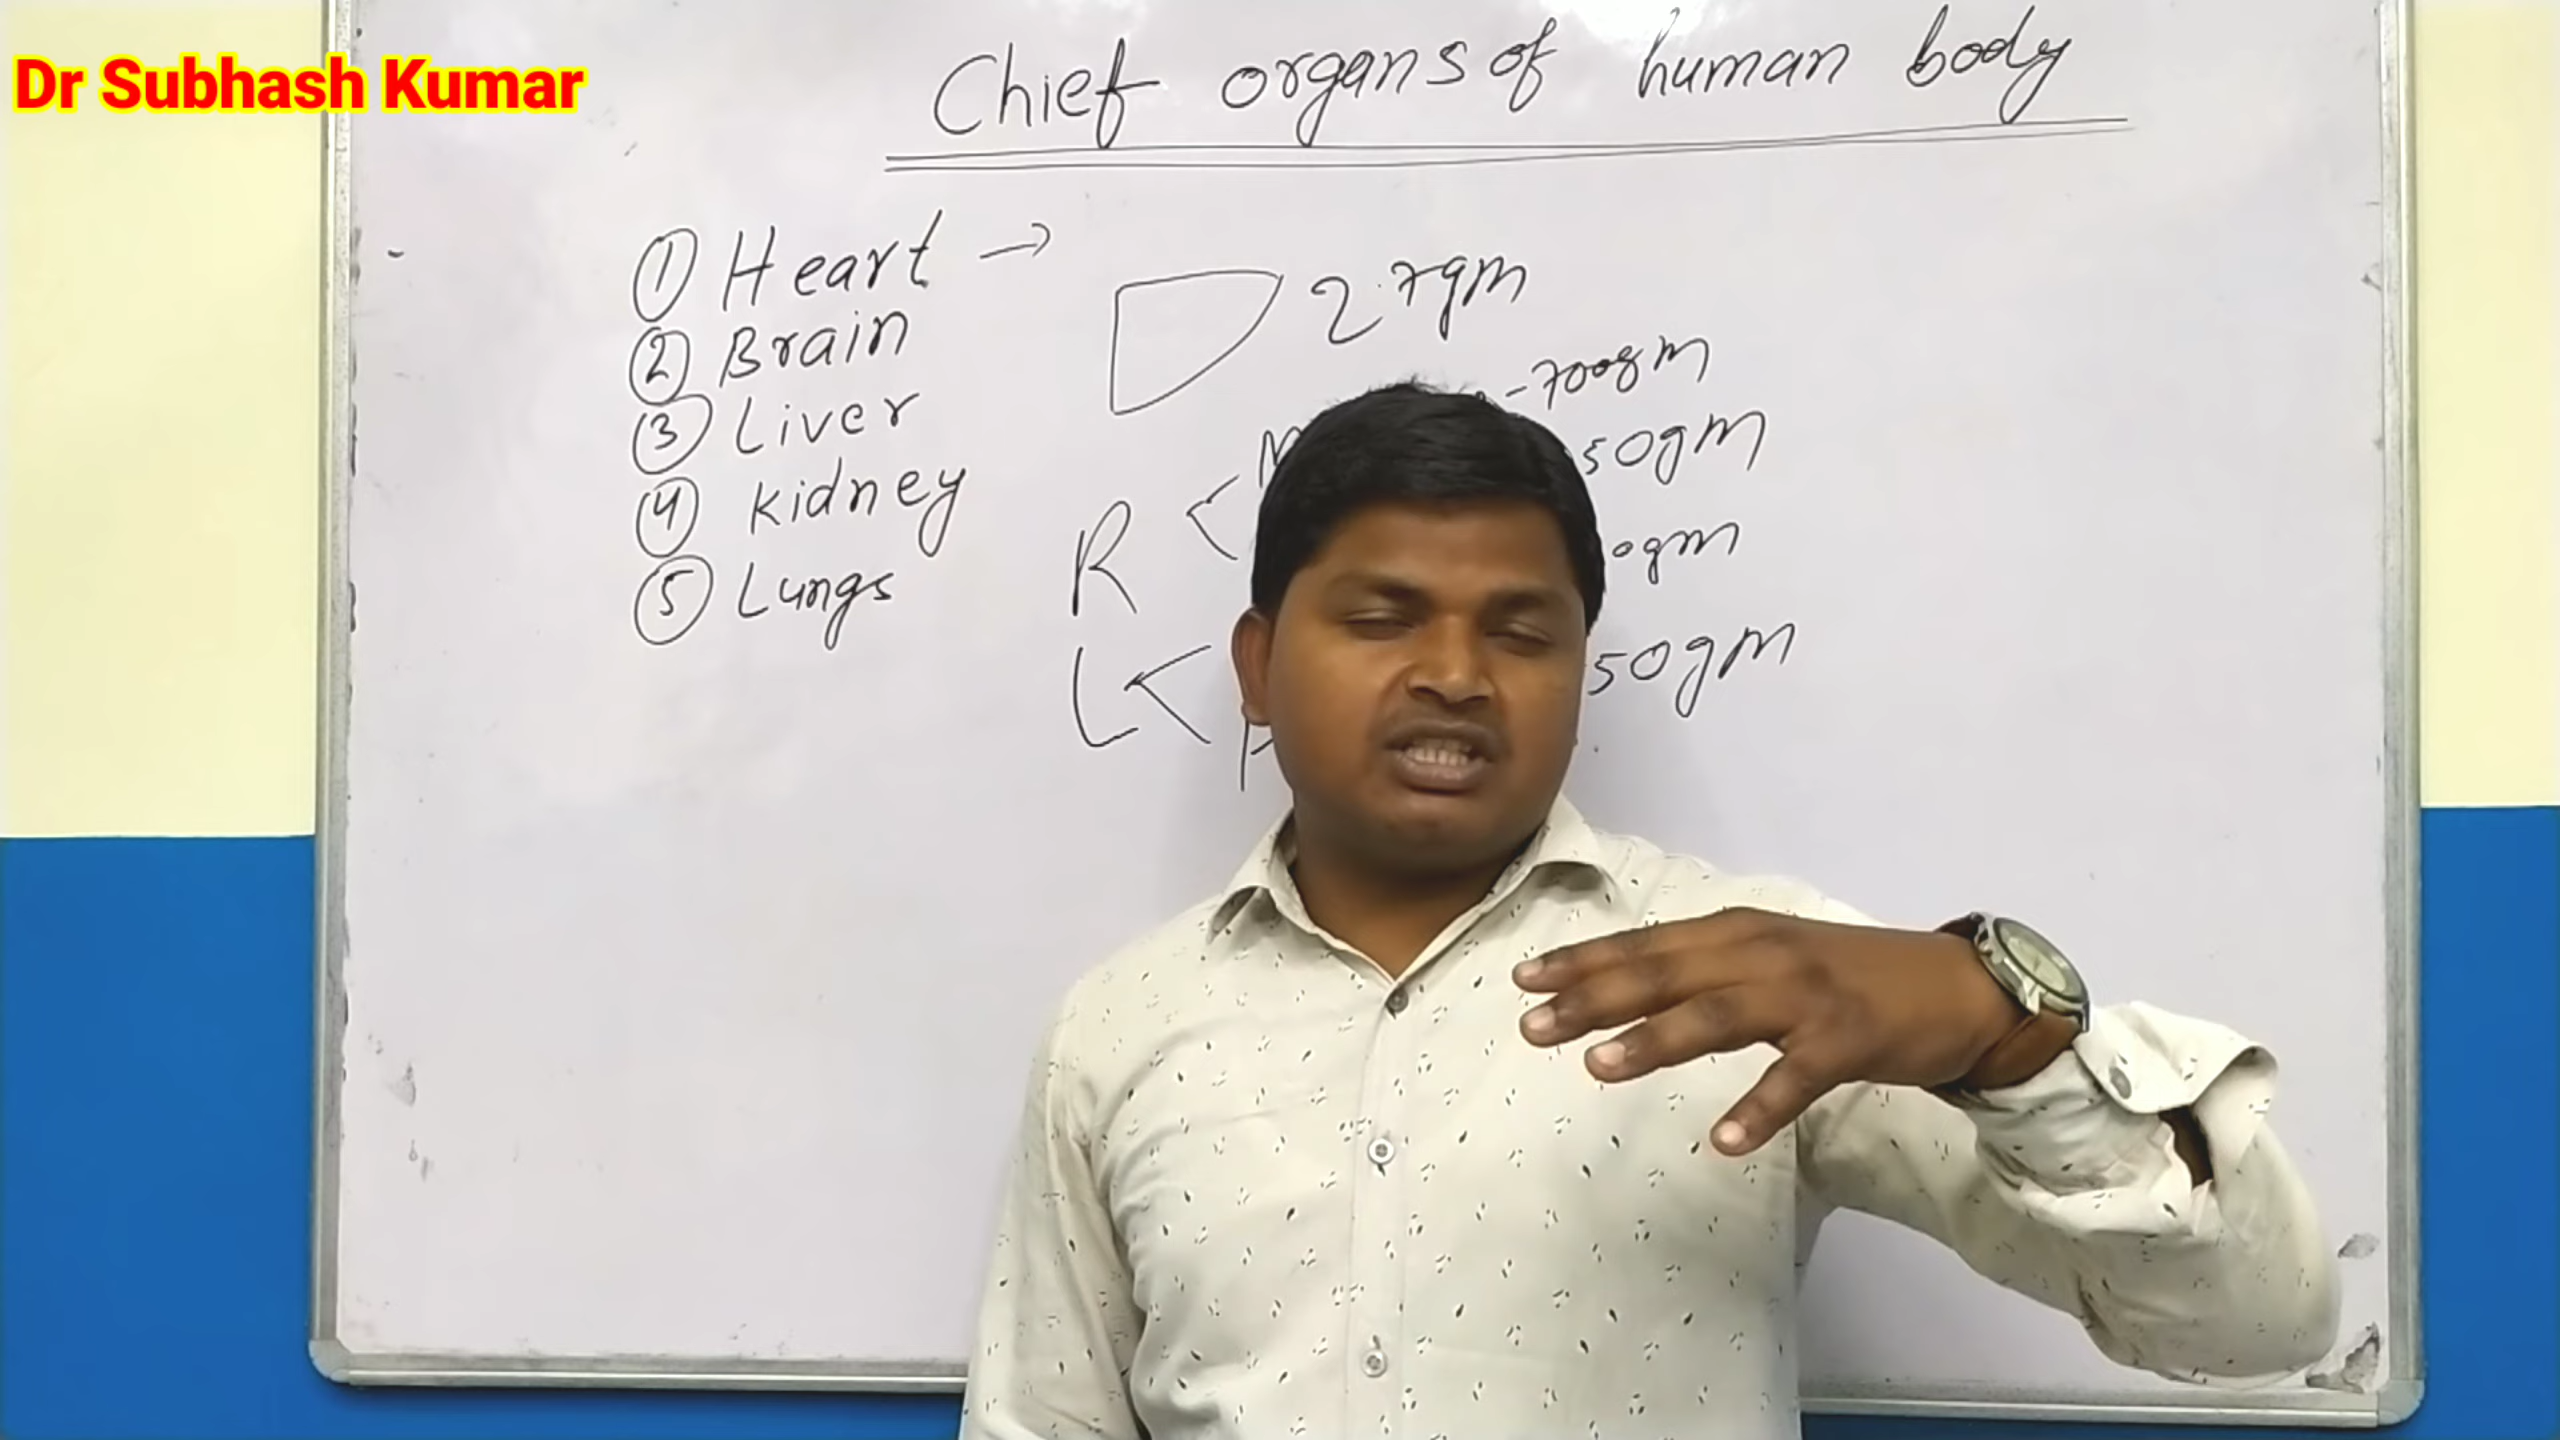 Dr Subhash Kumar
Chief organs of human body
① Heart →
② Brain
③ Liver
④ Kidney
⑤ Lungs
2.7gm
-700gm
50gm
R <
0gm
L <
50gm